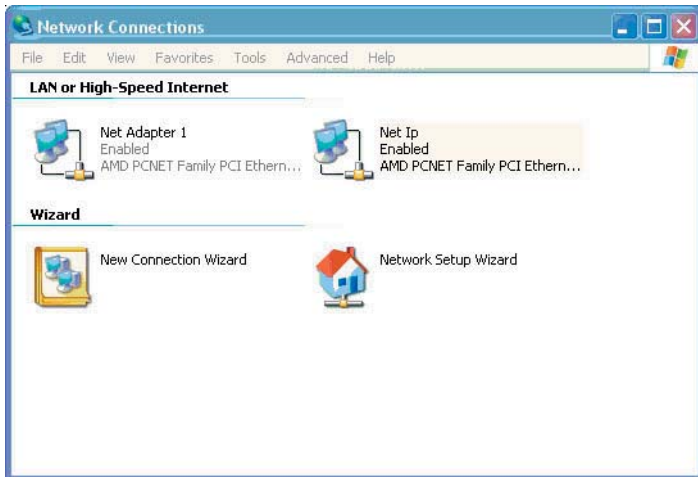 Network Connections
File Edit View Favorites Tools Advanced Help
LAN or High-Speed Internet
Net Adapter 1
Enabled
AMD PCNET Family PCI Ethern...
Net Ip
Enabled
AMD PCNET Family PCI Ethern...
Wizard
New Connection Wizard
Network Setup Wizard